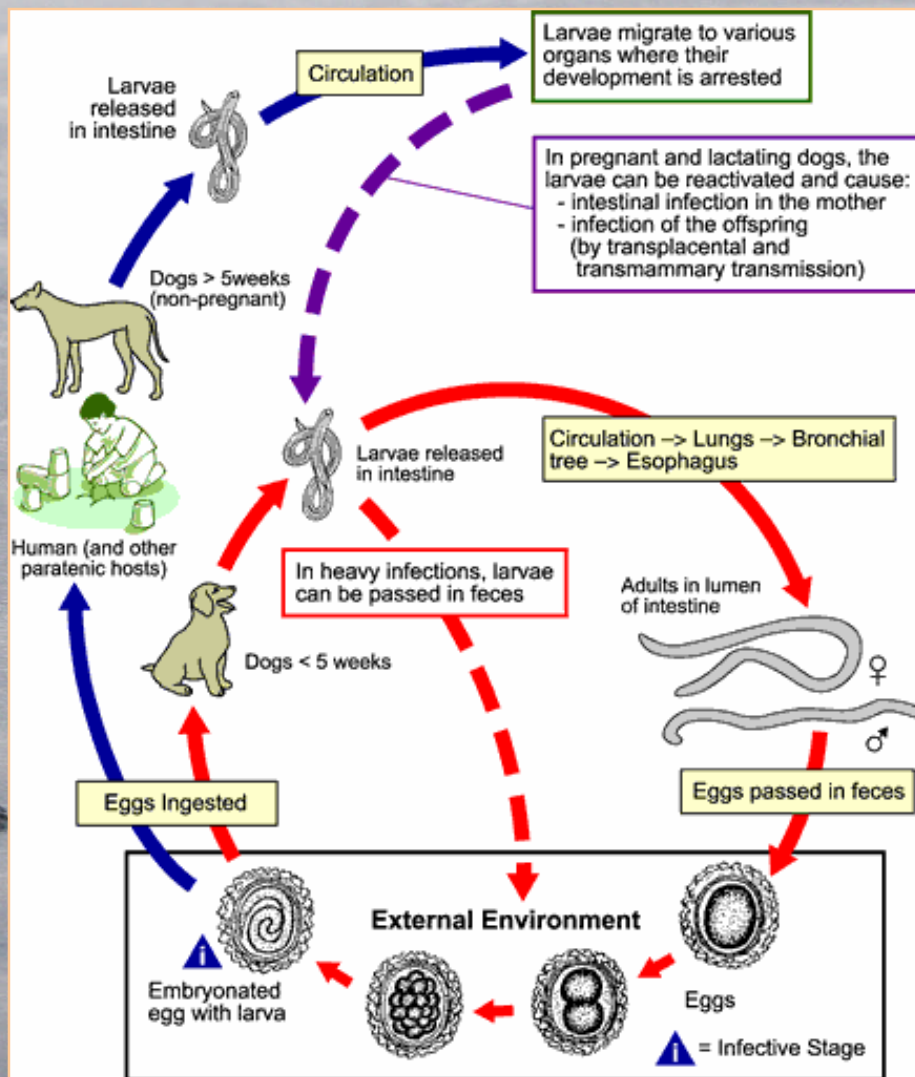 Larvae migrate to various
organs where their
development is arrested
Circulation
Larvae
released
in intestine
In pregnant and lactating dogs, the
larvae can be reactivated and cause:
- intestinal infection in the mother
- infection of the offspring
(by transplacental and
transmammary transmission)
Dogs > 5weeks
(non-pregnant)
Circulation –> Lungs –> Bronchial
tree –> Esophagus
Larvae released
in intestine
Human (and other
paratenic hosts)
In heavy infections, larvae
can be passed in feces
Adults in lumen
of intestine
Dogs < 5 weeks
♀
♂
Eggs Ingested
Eggs passed in feces
External Environment
i
Embryonated
egg with larva
Eggs
i = Infective Stage